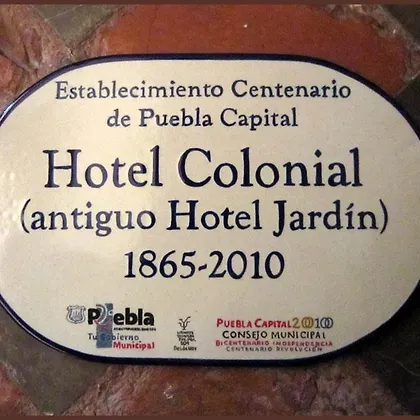 Establecimiento Centenario
de Puebla Capital
Hotel Colonial
(antiguo Hotel Jardín)
1865-2010
Puebla
Tu Gobierno
Municipal
PUEBLA CAPITAL 2010
CONSEJO MUNICIPAL
BICENTENARIO INDEPENDENCIA
CENTENARIO REVOLUCIÓN